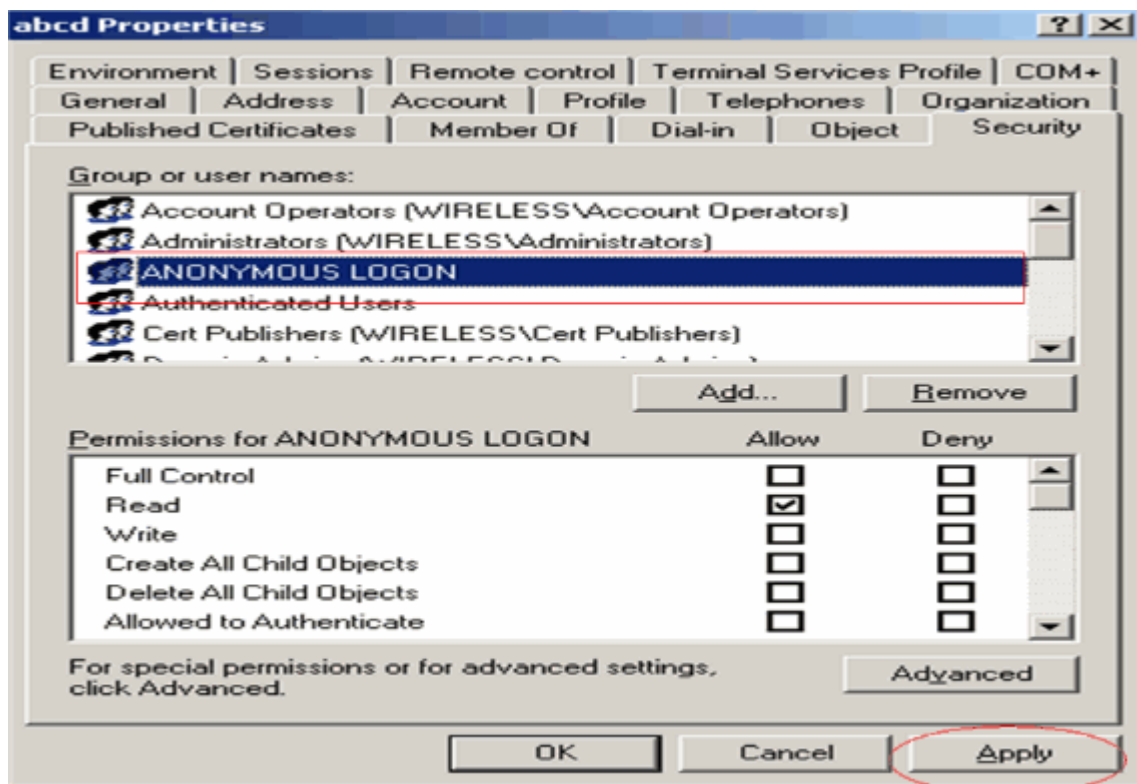 abcd Properties
Environment Sessions Remote control Terminal Services Profile COM+
General Address Account Profile Telephones Organization
Published Certificates Member Of Dial-in Object Security
Group or user names:
Account Operators (WIRELESS\Account Operators)
Administrators (WIRELESS\Administrators)
ANONYMOUS LOGON
Authenticated Users
Cert Publishers (WIRELESS\Cert Publishers)
Add... Remove
Permissions for ANONYMOUS LOGON Allow Deny
Full Control
Read
Write
Create All Child Objects
Delete All Child Objects
Allowed to Authenticate
For special permissions or for advanced settings,
click Advanced.
Advanced
OK Cancel Apply